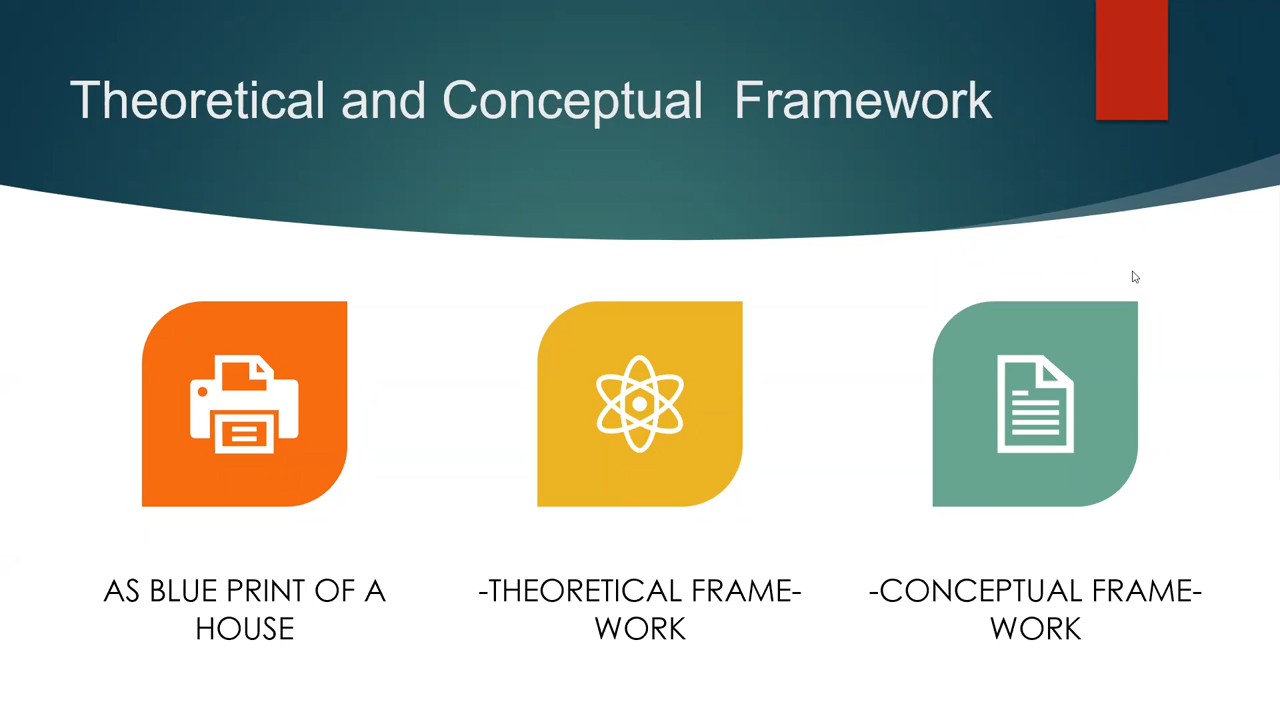 Theoretical and Conceptual  Framework
AS BLUE PRINT OF A
HOUSE
-THEORETICAL FRAME-
WORK
-CONCEPTUAL FRAME-
WORK